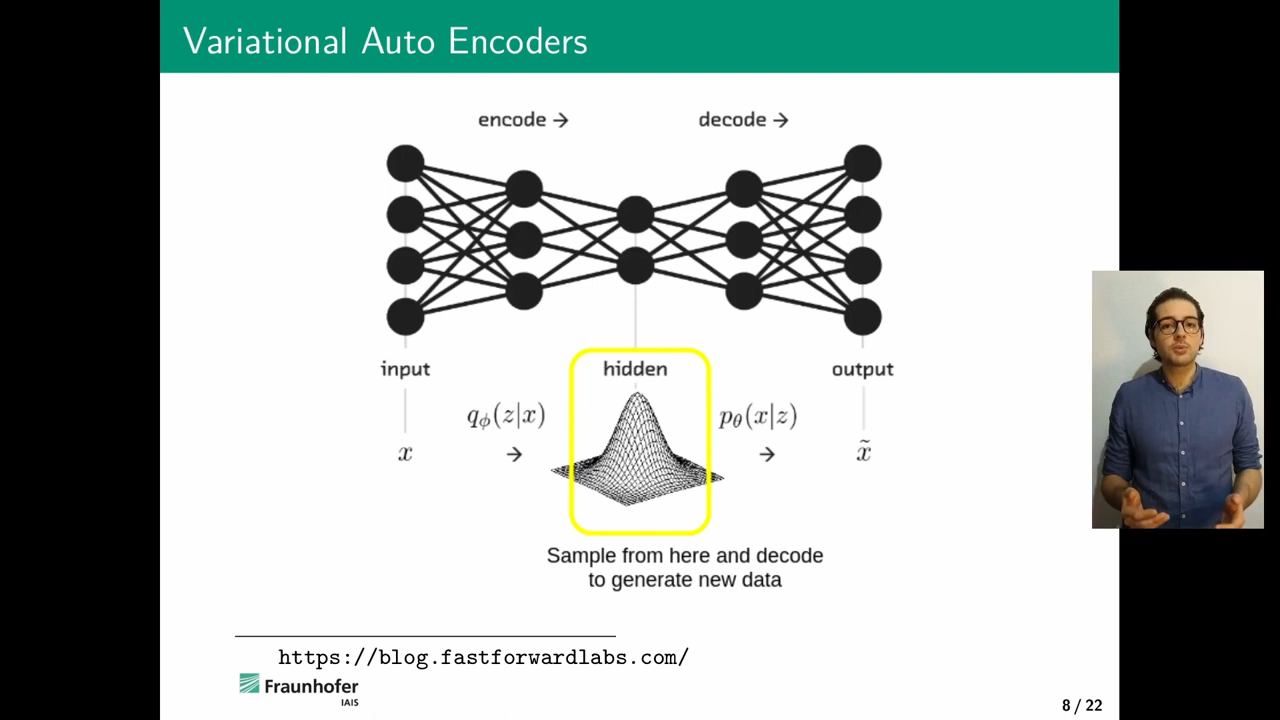 Variational Auto Encoders
encode →
decode →
input
hidden
output
q_ϕ(z|x)
p_θ(x|z)
x
→
→
x̃
Sample from here and decode
to generate new data
https://blog.fastforwardlabs.com/
Fraunhofer
IAIS
8 / 22